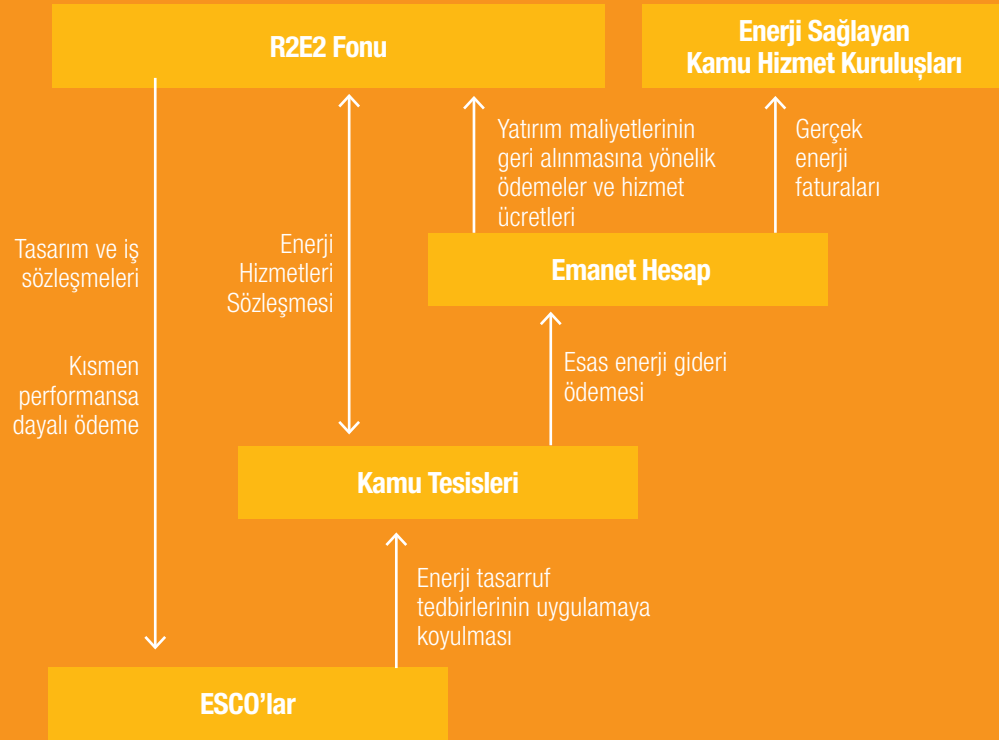 R2E2 Fonu
Enerji Sağlayan
Kamu Hizmet Kuruluşları
Yatırım maliyetlerinin
geri alınmasına yönelik
ödemeler ve hizmet
ücretleri
Gerçek
enerji
faturaları
Tasarım ve iş
sözleşmeleri
Enerji
Hizmetleri
Sözleşmesi
Emanet Hesap
Kısmen
performansa
dayalı ödeme
Esas enerji gideri
ödemesi
Kamu Tesisleri
Enerji tasarruf
tedbirlerinin uygulamaya
koyulması
ESCO’lar